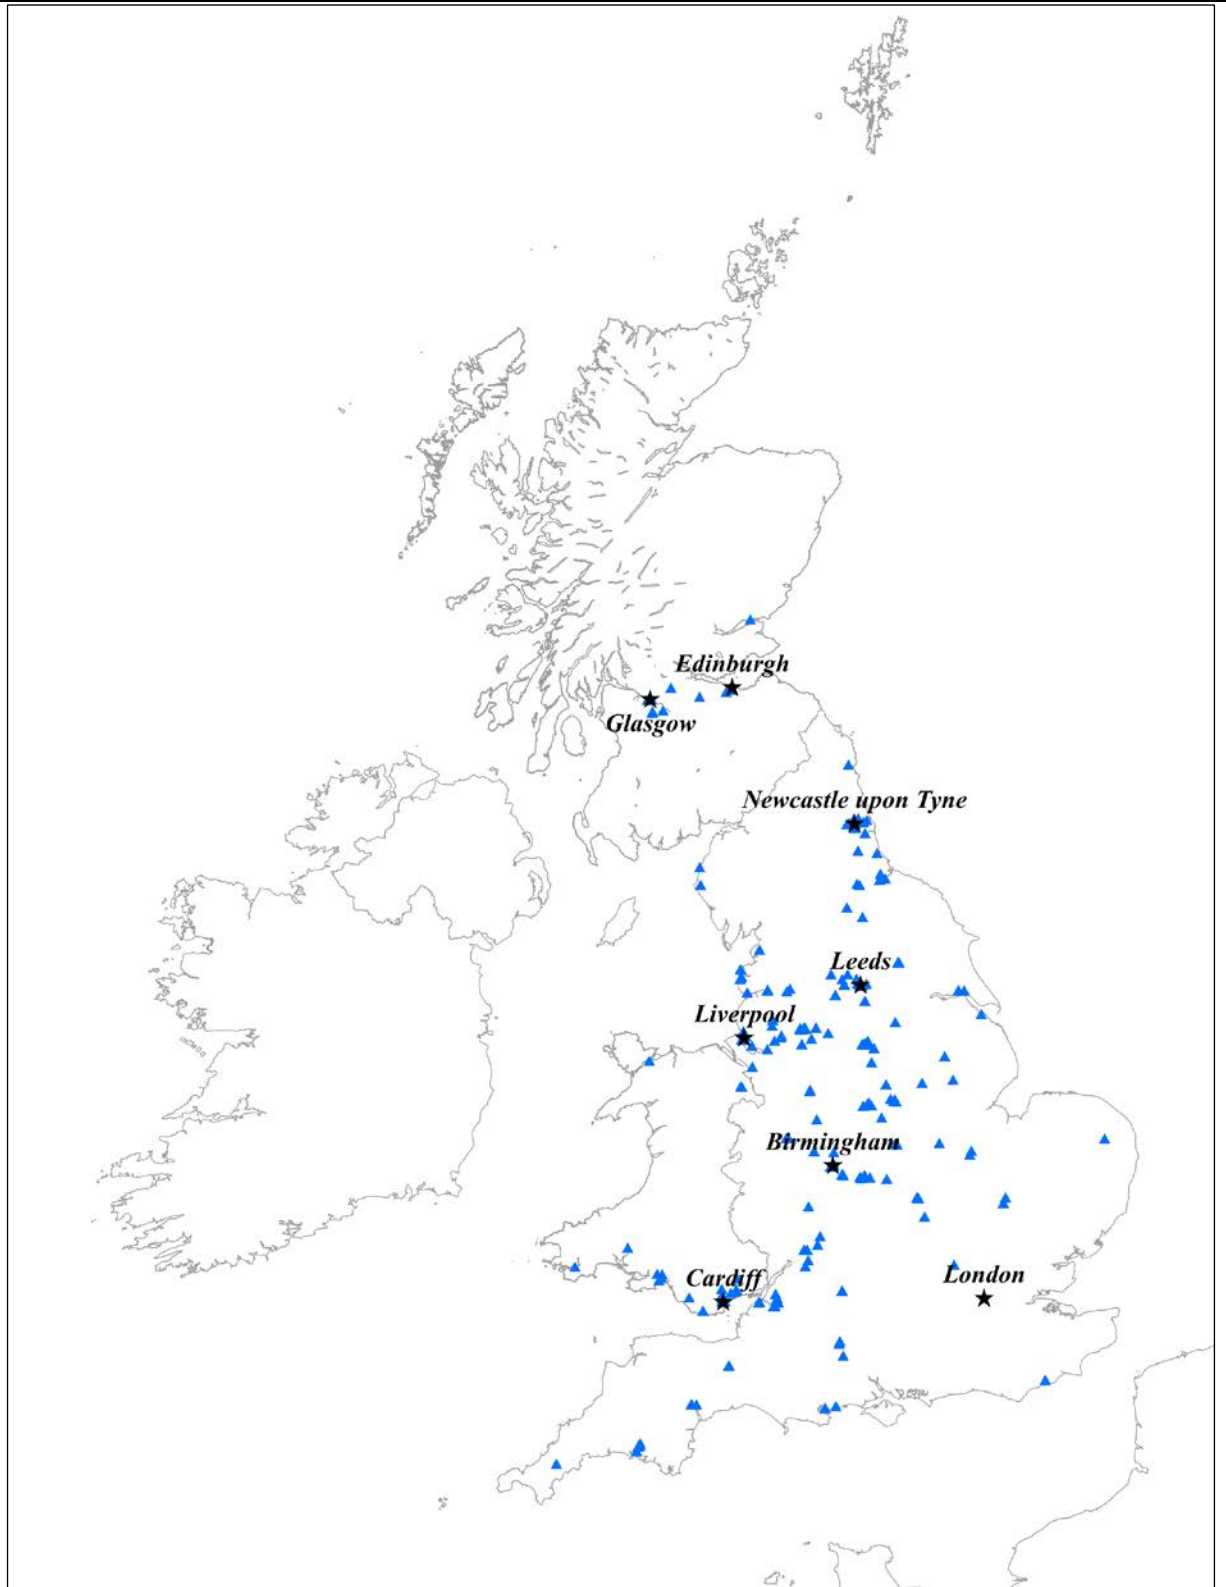 Edinburgh
Glasgow
Newcastle upon Tyne
Leeds
Liverpool
Birmingham
Cardiff
London